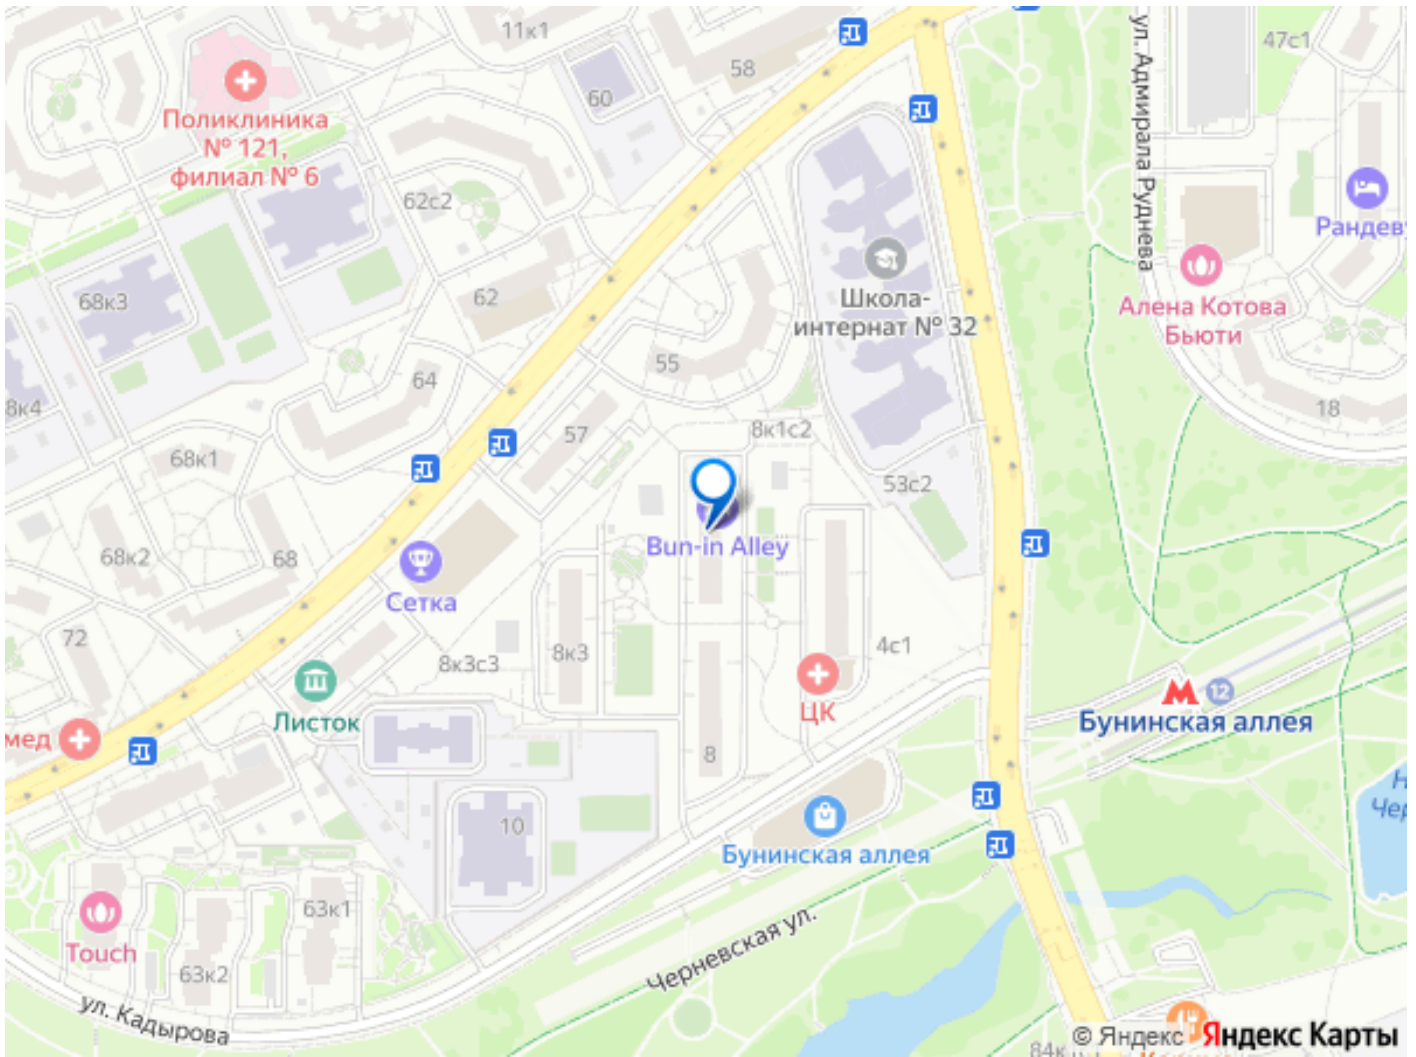 11к1
47с1
58
60
Поликлиника
№ 121,
филиал № 6
ул. Адмирала Руднева
62с2
Рандеву
68к3
62
Школа-
интернат № 32
Алена Котова
Бьюти
55
64
8к4
18
57
8к1с2
68к1
53с2
Bun-in Alley
68к2
68
Сетка
72
8к3с3
8к3
4с1
12
Листок
ЦК
Бунинская аллея
мед
8
10
Бунинская аллея
63к1
Touch
63к2
Черневская ул.
ул. Кадырова
84к
© Яндекс Яндекс Карты